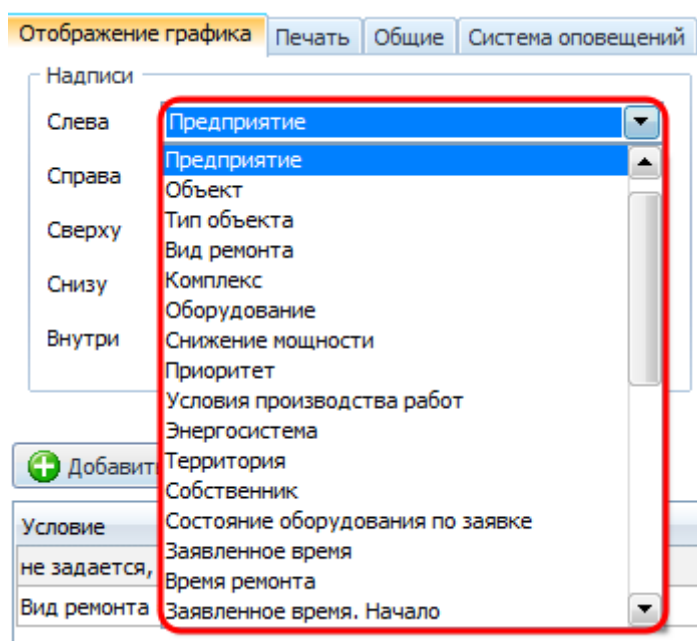 Отображение графика Печать Общие Система оповещений
Надписи
Слева Предприятие
Предприятие
Справа
Объект
Тип объекта
Сверху
Вид ремонта
Снизу
Комплекс
Оборудование
Внутри
Снижение мощности
Приоритет
Условия производства работ
Энергосистема
Добавить
Территория
Собственник
Условие
Состояние оборудования по заявке
не задается,
Заявленное время
Время ремонта
Вид ремонта
Заявленное время. Начало